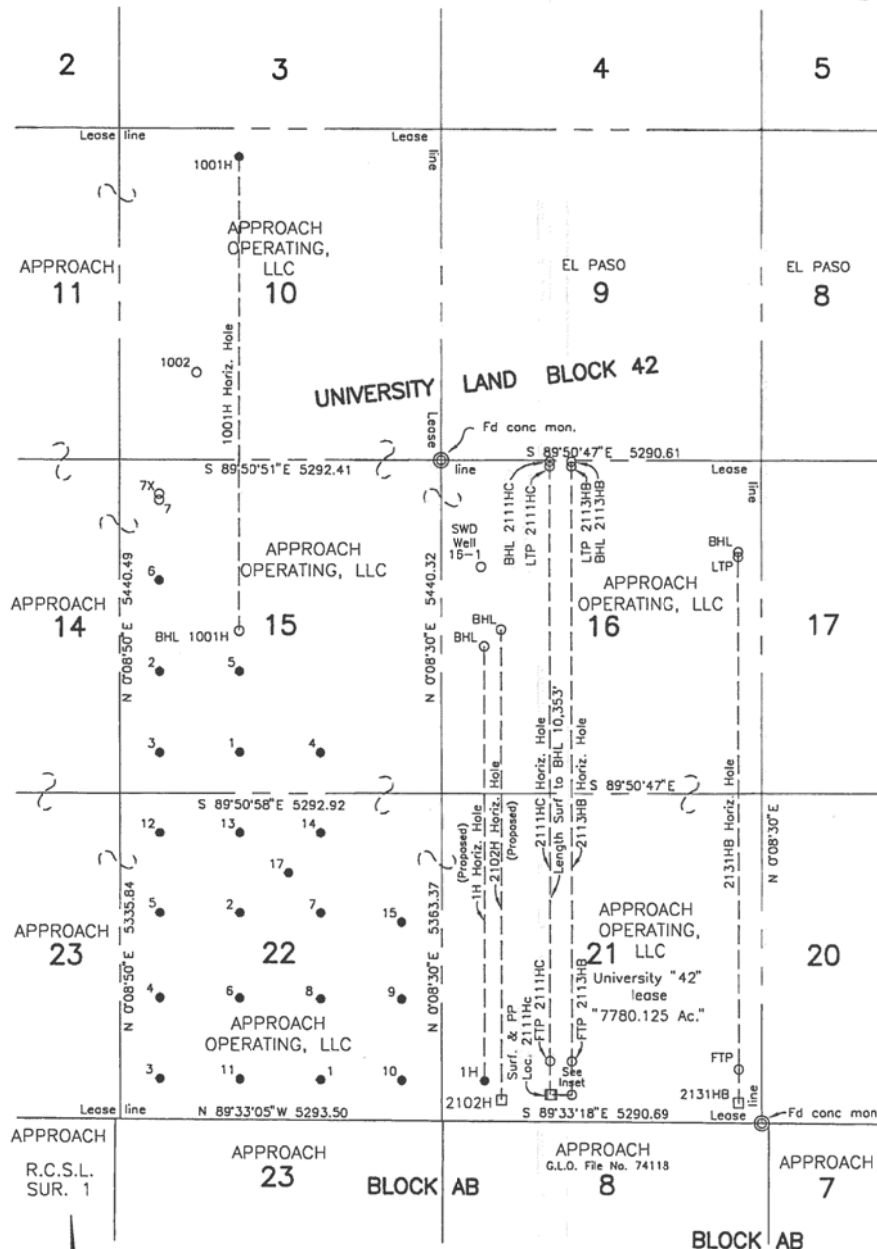 2
3
4
5
Lease line
Lease
line
1001H
APPROACH
OPERATING,
LLC
10
APPROACH
11
EL PASO
9
EL PASO
8
1001H Horiz. Hole
1002
UNIVERSITY LAND BLOCK 42
Lease
line
Fd conc mon.
S 89°50'51"E 5292.41
S 89°50'47"E 5290.61
Lease
line
7X
7
BHL 2111HC
LTP 2111HC
LTP 2113HB
BHL 2113HB
SWD
Well
16-1
APPROACH
OPERATING, LLC
BHL
LTP
6
N 0°08'50" E 5440.49
N 0°08'30" E 5440.32
APPROACH
14
15
APPROACH
OPERATING, LLC
16
17
BHL 1001H
BHL
BHL
2
5
3
1
4
2111HC Horiz. Hole
Length Surf to BHL 10,353'
2113HB Horiz. Hole
2131HB Horiz. Hole
S 89°50'58"E 5292.92
S 89°50'47"E
12
13
14
17
(Proposed)
1H Horiz. Hole
2102H Horiz. Hole
(Proposed)
N 0°08'30" E
5
2
7
15
N 0°08'50" E 5335.84
N 0°08'30" E 5363.37
APPROACH
23
22
APPROACH
OPERATING,
LLC
21
20
University "42"
lease
"7780.125 Ac."
4
6
8
9
APPROACH
OPERATING, LLC
Surf. & PP
Loc. 2111Hc
FTP 2111HC
FTP 2113HB
FTP
3
11
1
10
1H
See
Inset
2102H
2131HB
Lease line
N 89°33'05"W 5293.50
S 89°33'18"E 5290.69
Lease
line
Fd conc mon
APPROACH
R.C.S.L.
SUR. 1
APPROACH
23
BLOCK AB
APPROACH
G.L.O. File No. 74118
8
APPROACH
7
BLOCK AB